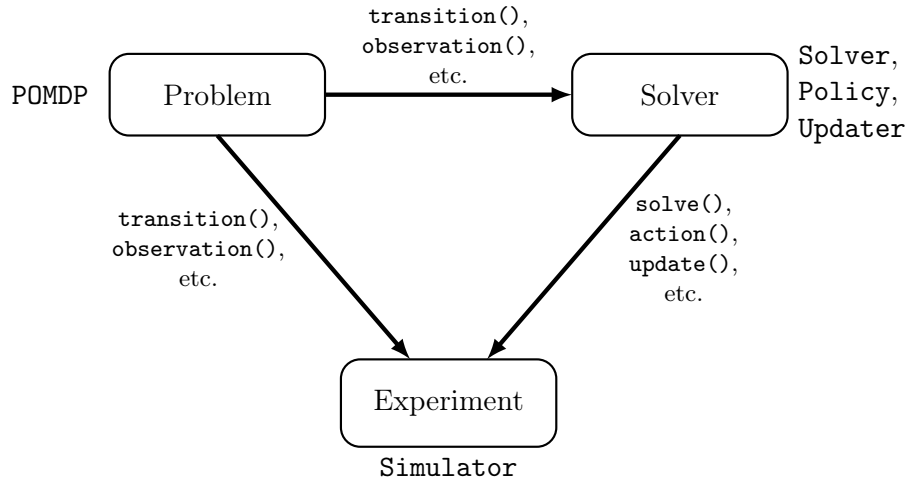 transition(),
observation(),
etc.
POMDP
Problem
Solver
Solver,
Policy,
Updater
transition(),
observation(),
etc.
solve(),
action(),
update(),
etc.
Experiment
Simulator